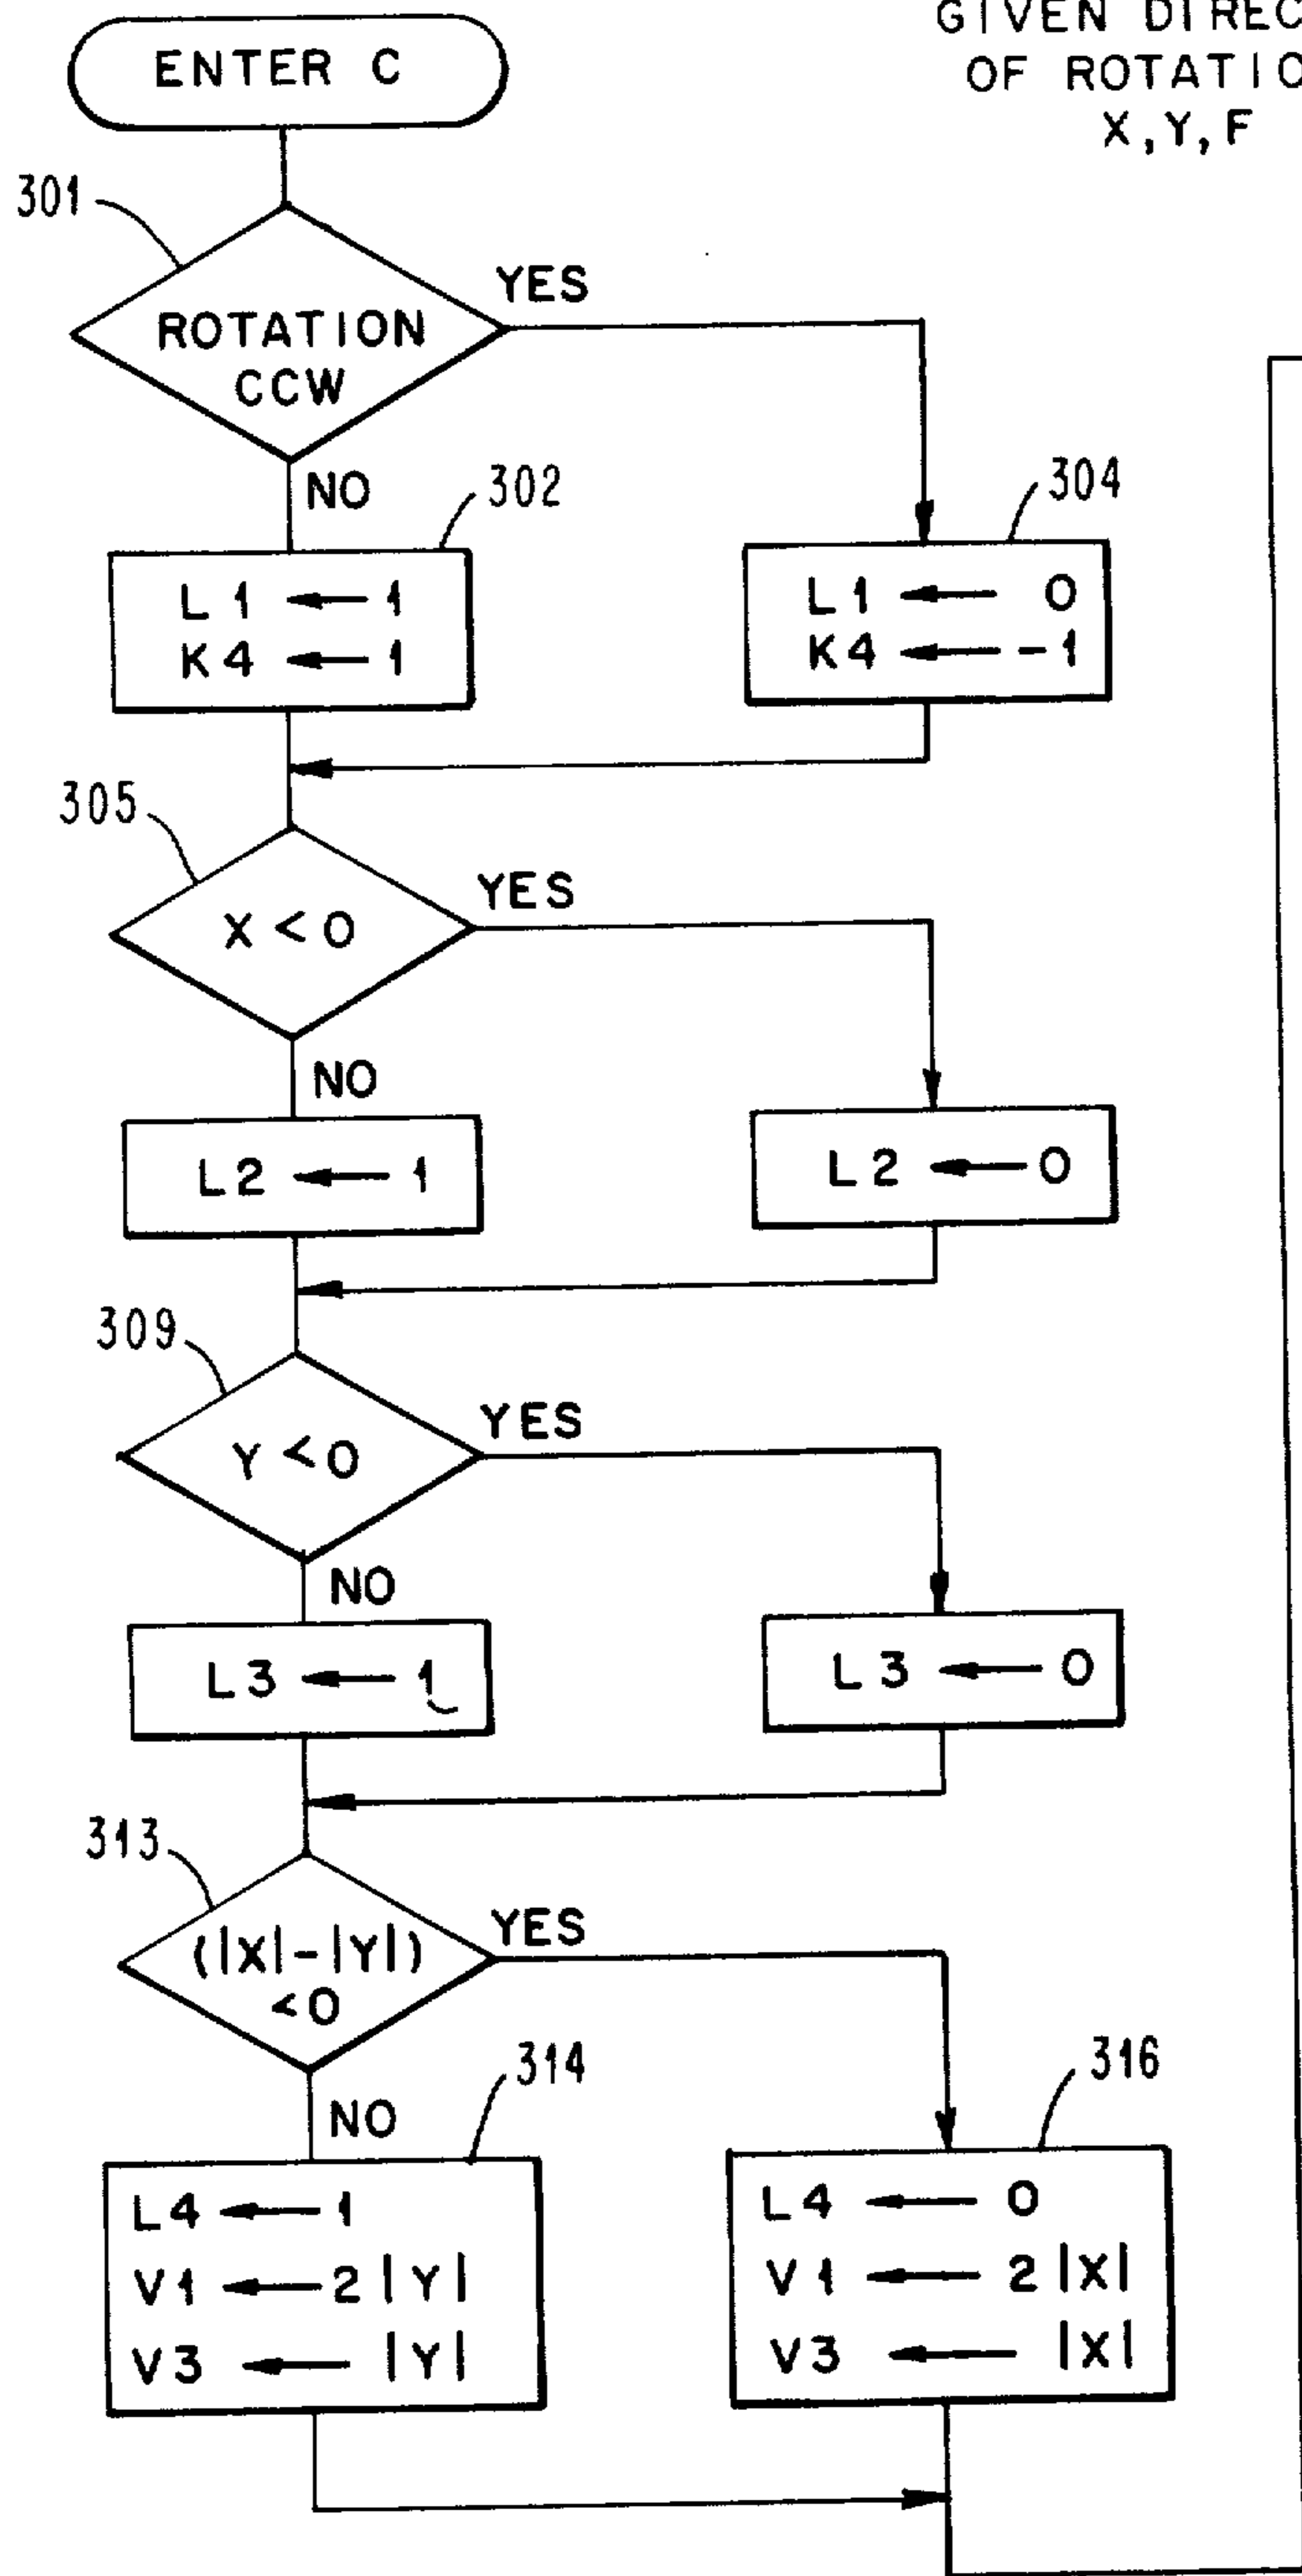 GIVEN DIREC
OF ROTATIO
X,Y,F
ENTER C
301
ROTATION
CCW
YES
NO
302
L1 ← 1
K4 ← 1
304
L1 ← 0
K4 ← -1
305
X < 0
YES
NO
L2 ← 1
L2 ← 0
309
Y < 0
YES
NO
L3 ← 1
L3 ← 0
313
(|X|-|Y|)
<0
YES
NO
314
L4 ← 1
V1 ← 2|Y|
V3 ← |Y|
316
L4 ← 0
V1 ← 2|X|
V3 ← |X|